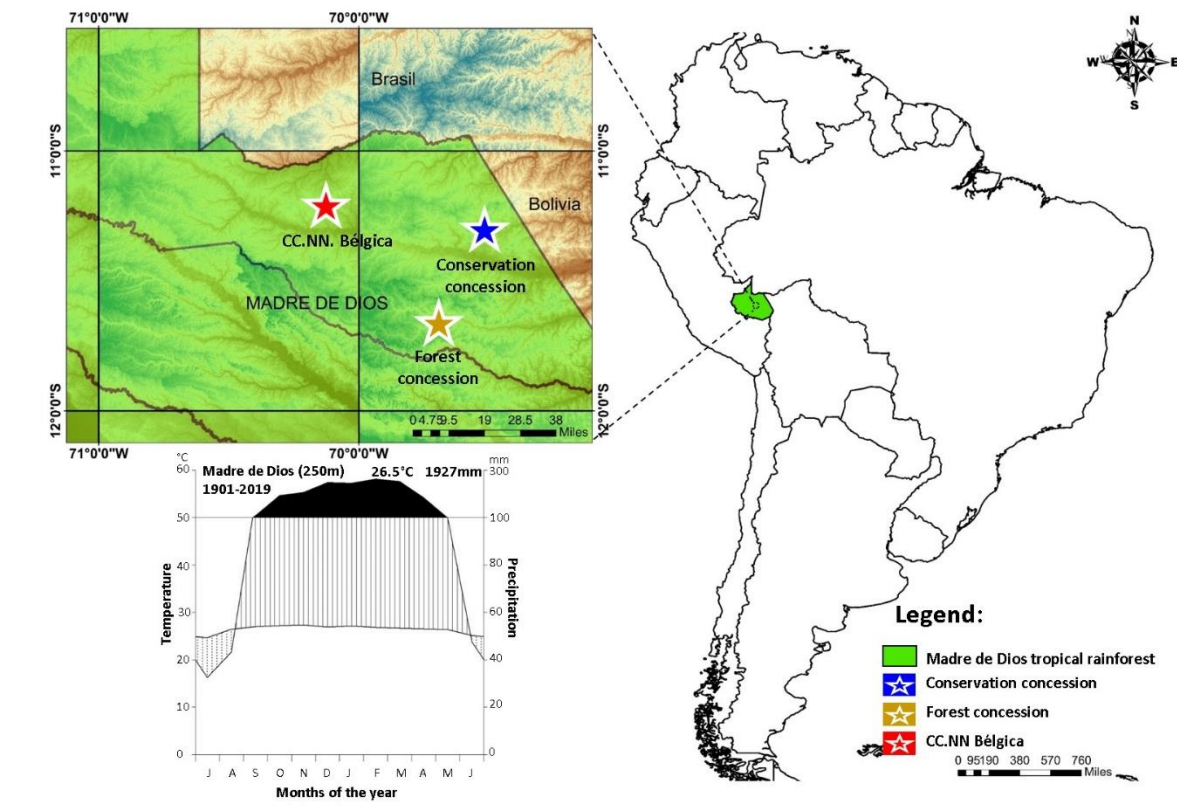 71°0'0"W 70°0'0"W
11°0'0"S
12°0'0"S
Brasil
Bolivia
CC.NN. Bélgica
Conservation
concession
MADRE DE DIOS
Forest
concession
0 4.75 9.5 19 28.5 38
Miles
11°0'0"S
12°0'0"S
71°0'0"W 70°0'0"W
N
W E
S
°C mm
Madre de Dios (250m) 26.5°C 1927mm
1901-2019
60
50
40
30
20
10
0
Temperature
300
100
80
60
40
20
0
Precipitation
J A S O N D J F M A M J
Months of the year
Legend:
Madre de Dios tropical rainforest
Conservation concession
Forest concession
CC.NN Bélgica
0 95190 380 570 760
Miles